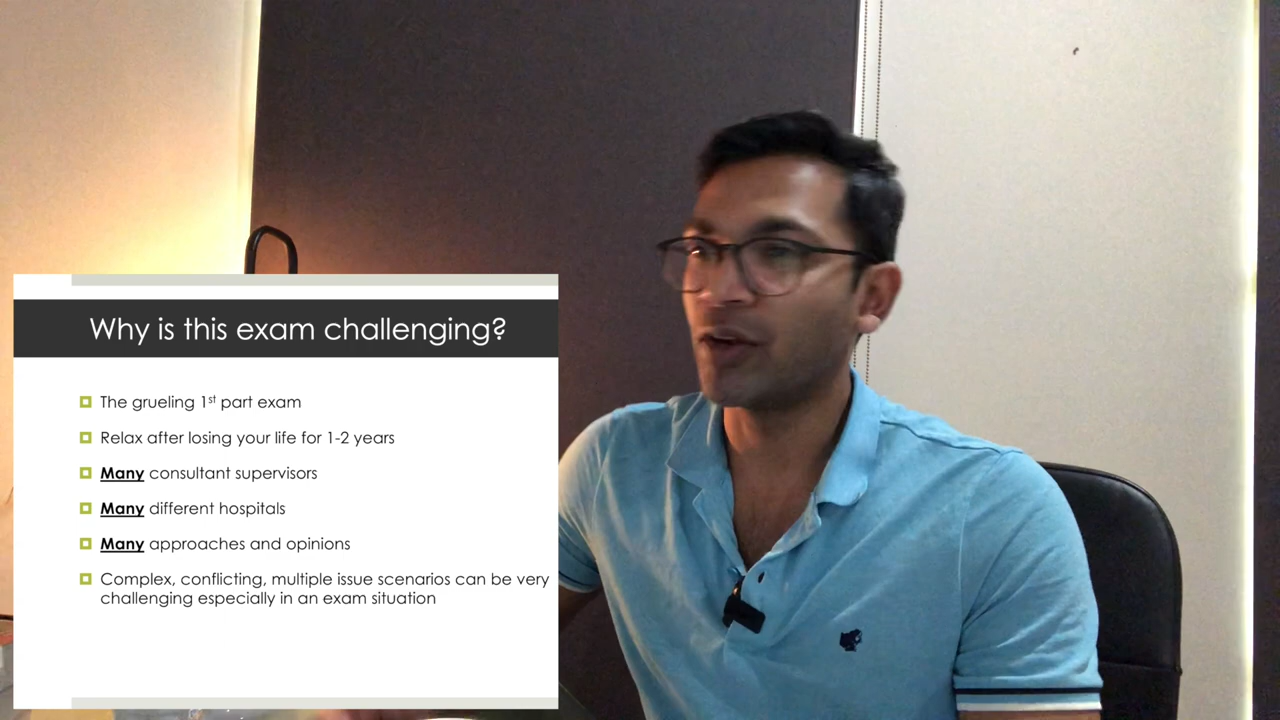 Why is this exam challenging?
The grueling 1st part exam
Relax after losing your life for 1-2 years
Many consultant supervisors
Many different hospitals
Many approaches and opinions
Complex, conflicting, multiple issue scenarios can be very
challenging especially in an exam situation